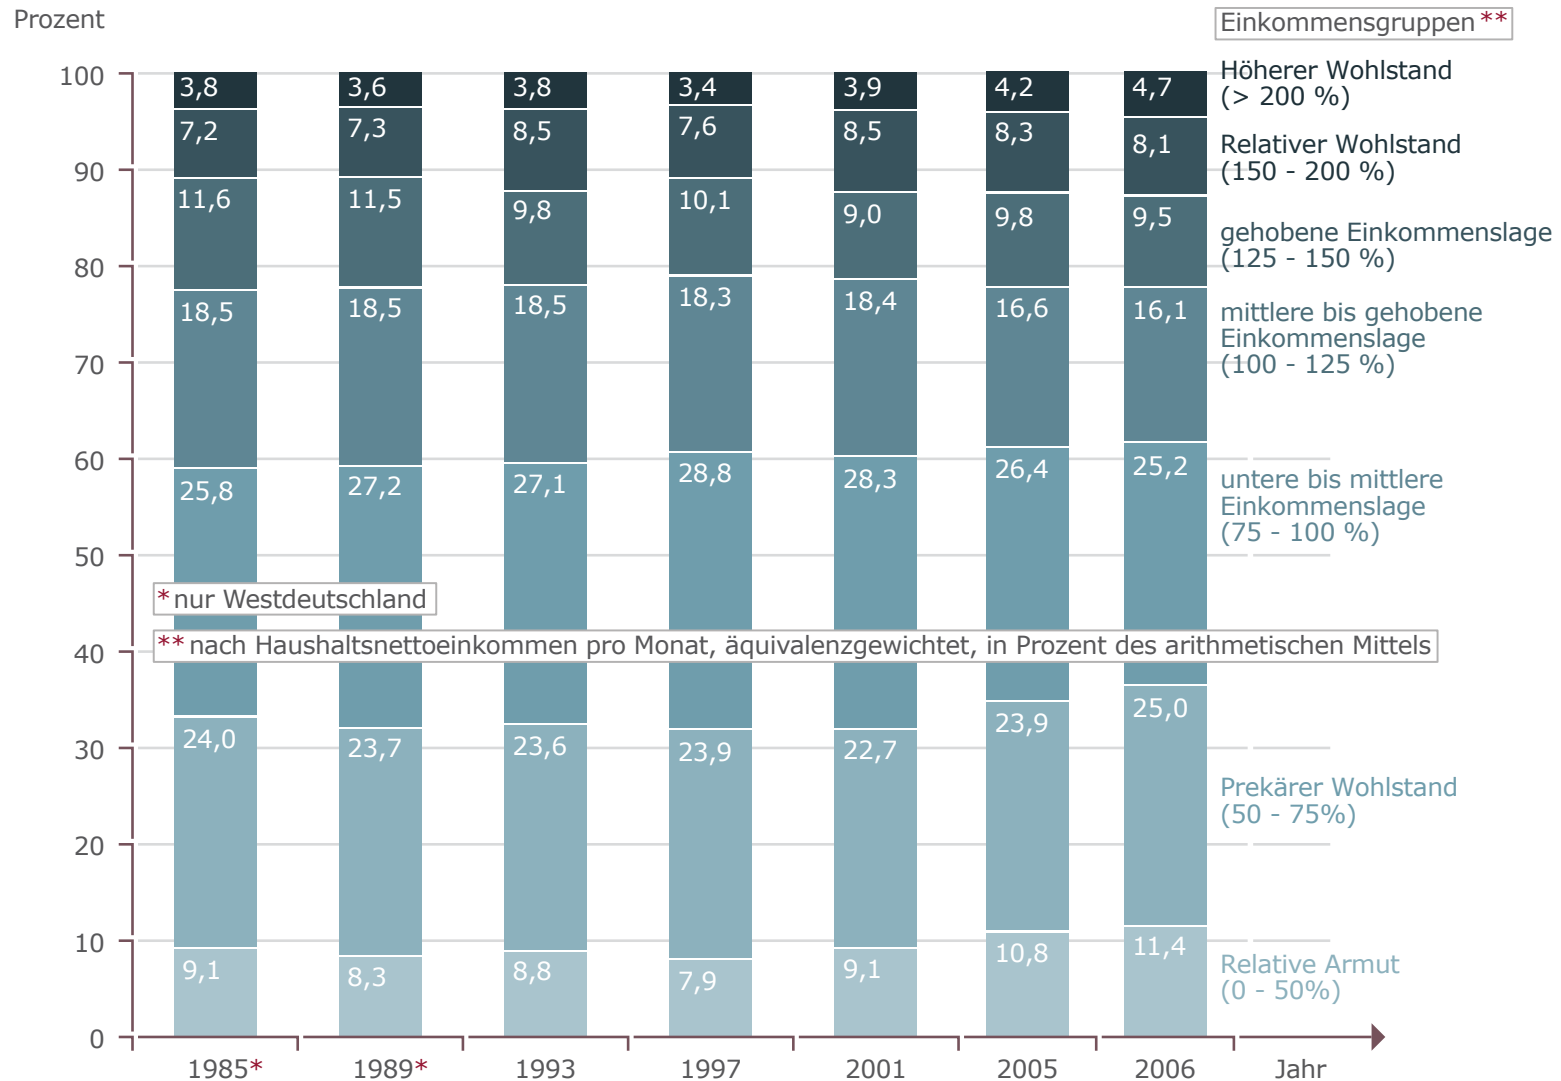 Prozent
Einkommensgruppen **
100
90
80
70
60
50
40
30
20
10
0
3,8 3,6 3,8 3,4 3,9 4,2 4,7
7,2 7,3 8,5 7,6 8,5 8,3 8,1
11,6 11,5 9,8 10,1 9,0 9,8 9,5
18,5 18,5 18,5 18,3 18,4 16,6 16,1
25,8 27,2 27,1 28,8 28,3 26,4 25,2
24,0 23,7 23,6 23,9 22,7 23,9 25,0
9,1 8,3 8,8 7,9 9,1 10,8 11,4
Höherer Wohlstand
(> 200 %)
Relativer Wohlstand
(150 - 200 %)
gehobene Einkommenslage
(125 - 150 %)
mittlere bis gehobene
Einkommenslage
(100 - 125 %)
untere bis mittlere
Einkommenslage
(75 - 100 %)
Prekärer Wohlstand
(50 - 75%)
Relative Armut
(0 - 50%)
* nur Westdeutschland
** nach Haushaltsnettoeinkommen pro Monat, äquivalenzgewichtet, in Prozent des arithmetischen Mittels
1985* 1989* 1993 1997 2001 2005 2006 Jahr